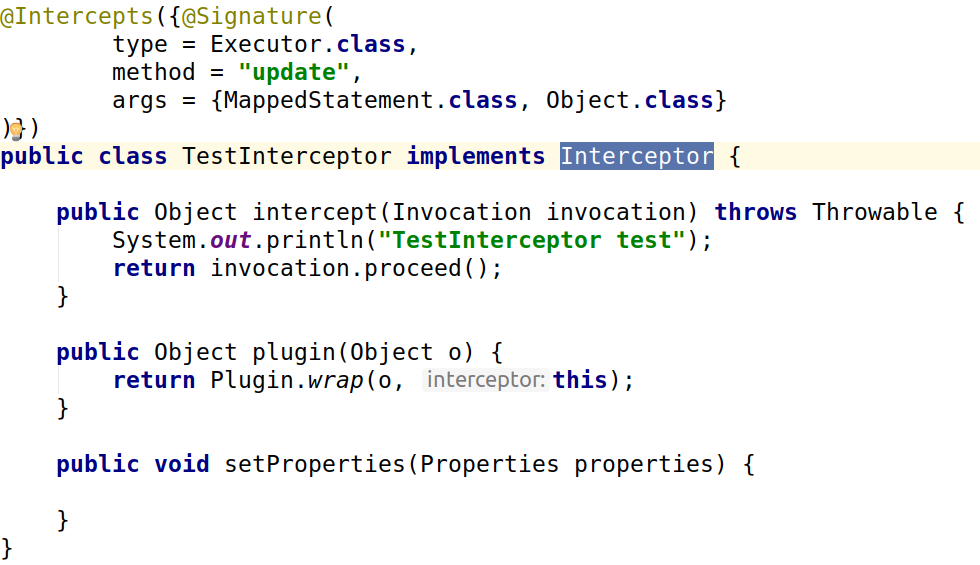 @Intercepts({@Signature(
        type = Executor.class,
        method = "update",
        args = {MappedStatement.class, Object.class}
)})
public class TestInterceptor implements Interceptor {
    public Object intercept(Invocation invocation) throws Throwable {
        System.out.println("TestInterceptor test");
        return invocation.proceed();
    }
    public Object plugin(Object o) {
        return Plugin.wrap(o, interceptor: this);
    }
    public void setProperties(Properties properties) {
    }
}